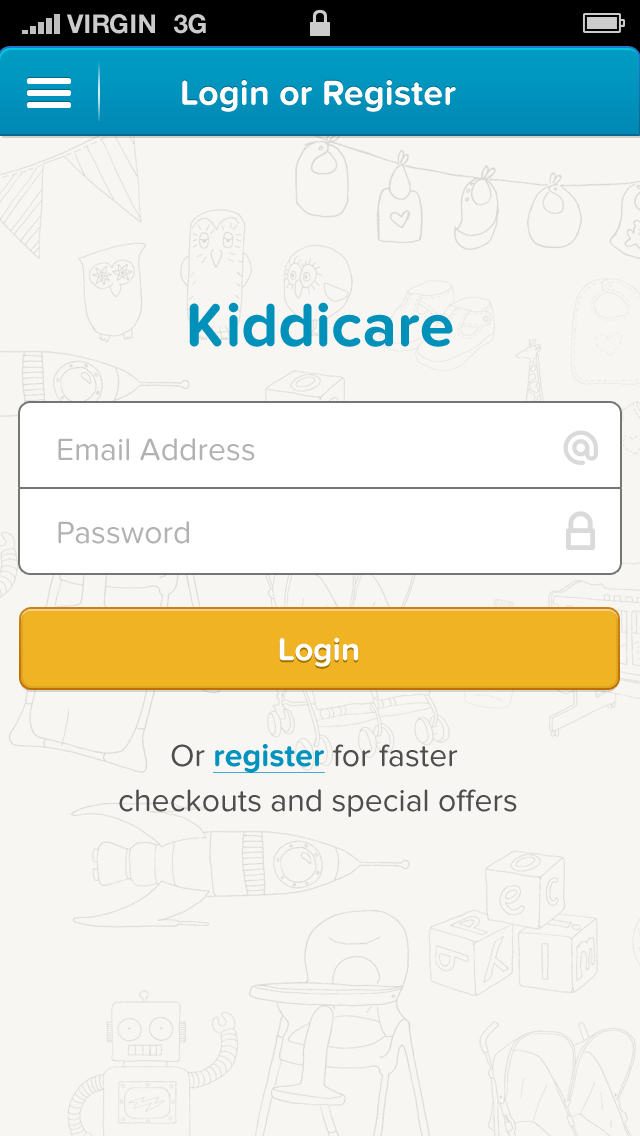 VIRGIN 3G
Login or Register
Kiddicare
Email Address
Password
Login
Or register for faster
checkouts and special offers